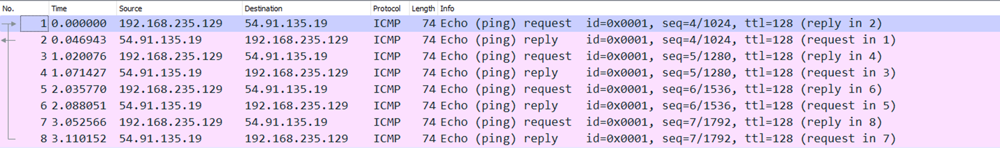 No. Time Source Destination Protocol Length Info
1 0.000000 192.168.235.129 54.91.135.19 ICMP 74 Echo (ping) request id=0x0001, seq=4/1024, ttl=128 (reply in 2)
2 0.046943 54.91.135.19 192.168.235.129 ICMP 74 Echo (ping) reply id=0x0001, seq=4/1024, ttl=128 (request in 1)
3 1.020076 192.168.235.129 54.91.135.19 ICMP 74 Echo (ping) request id=0x0001, seq=5/1280, ttl=128 (reply in 4)
4 1.071427 54.91.135.19 192.168.235.129 ICMP 74 Echo (ping) reply id=0x0001, seq=5/1280, ttl=128 (request in 3)
5 2.035770 192.168.235.129 54.91.135.19 ICMP 74 Echo (ping) request id=0x0001, seq=6/1536, ttl=128 (reply in 6)
6 2.088051 54.91.135.19 192.168.235.129 ICMP 74 Echo (ping) reply id=0x0001, seq=6/1536, ttl=128 (request in 5)
7 3.052566 192.168.235.129 54.91.135.19 ICMP 74 Echo (ping) request id=0x0001, seq=7/1792, ttl=128 (reply in 8)
8 3.110152 54.91.135.19 192.168.235.129 ICMP 74 Echo (ping) reply id=0x0001, seq=7/1792, ttl=128 (request in 7)